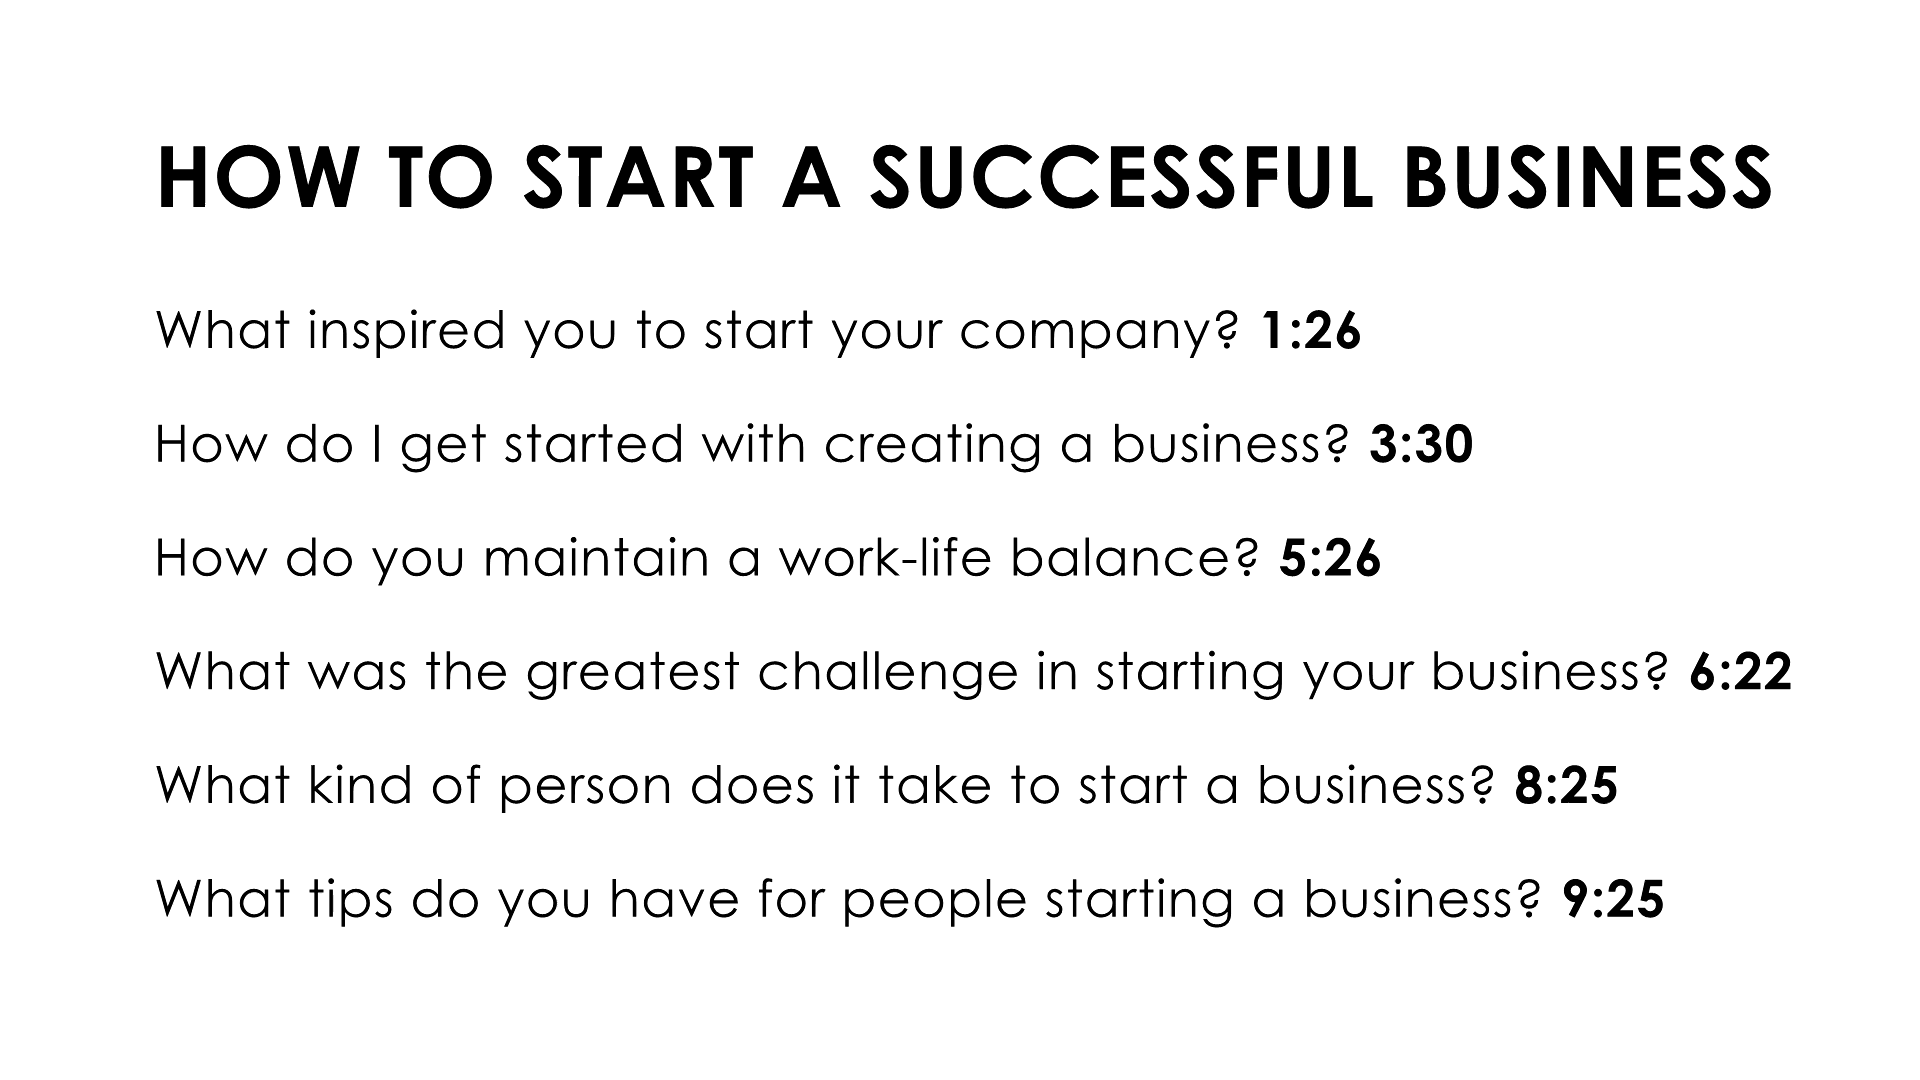 HOW TO START A SUCCESSFUL BUSINESS
What inspired you to start your company? 1:26
How do I get started with creating a business? 3:30
How do you maintain a work-life balance? 5:26
What was the greatest challenge in starting your business? 6:22
What kind of person does it take to start a business? 8:25
What tips do you have for people starting a business? 9:25